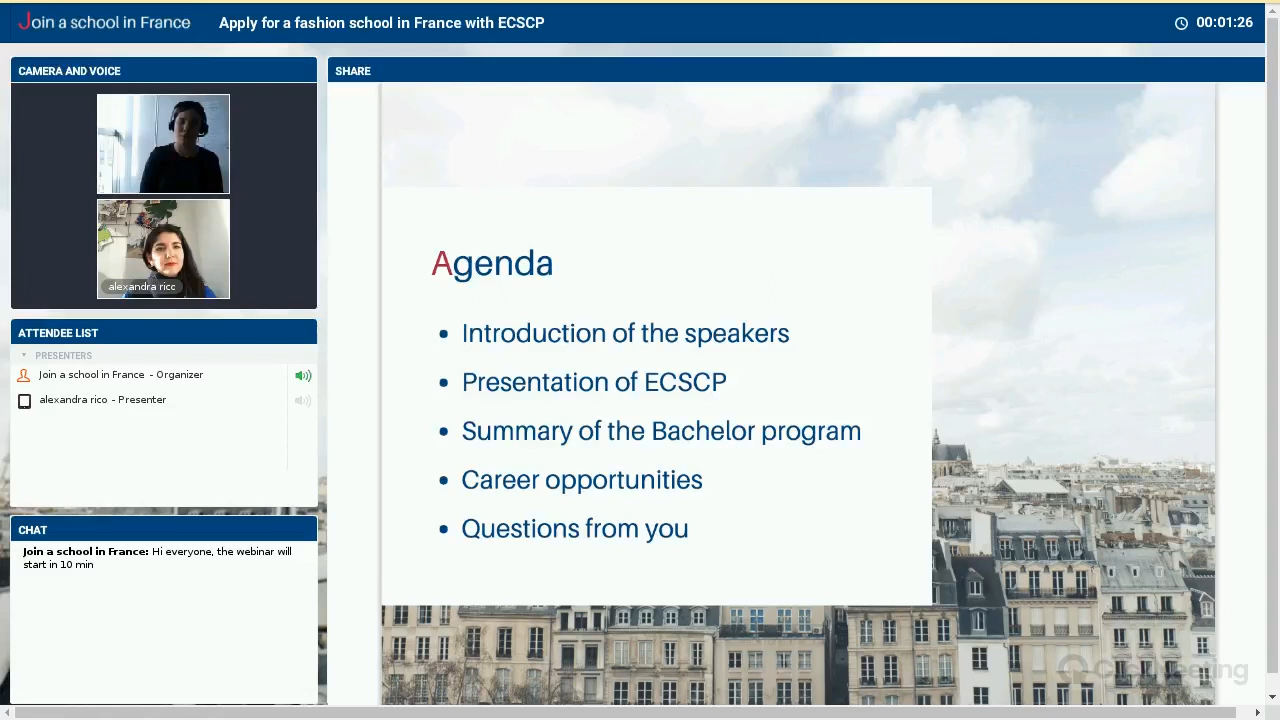 Join a school in France
Apply for a fashion school in France with ECSCP
00:01:26
CAMERA AND VOICE
alexandra rico
ATTENDEE LIST
PRESENTERS
Join a school in France - Organizer
alexandra rico - Presenter
CHAT
Join a school in France: Hi everyone, the webinar will
start in 10 min
SHARE
Agenda
• Introduction of the speakers
• Presentation of ECSCP
• Summary of the Bachelor program
• Career opportunities
• Questions from you
ClickMeeting